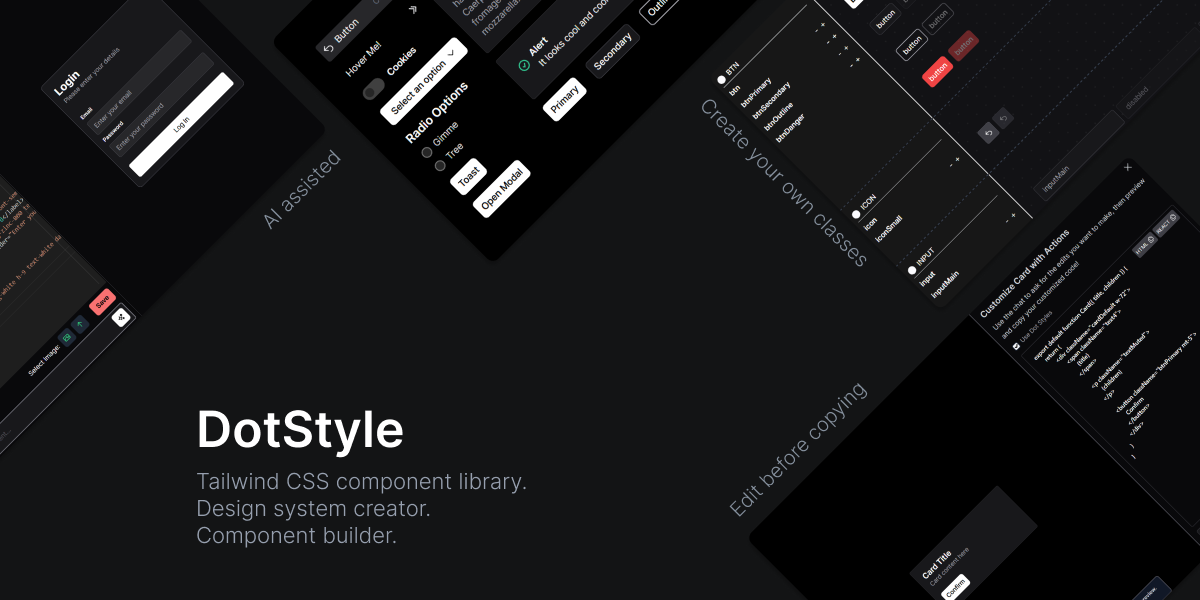 Login
Please enter your details
Email
Enter your email
Password
Enter your password
Log in
AI assisted
Save
Select image:
Button
Hover Me!
Cookies
Select an option
Radio Options
Gimme
Tree
Toast
Open Modal
Alert
It looks cool and
Primary
Secondary
mozzarella
Create your own classes
BTN
btn
btnPrimary
btnSecondary
btnOutline
btnDanger
ICON
icon
iconSmall
INPUT
input
inputMain
button
button
button
button
button
inputMain
disabled
Customize Card with Actions
Use the chat to ask for the edits you want to make, then preview
and copy your customized code!
Use Dot Styles
HTML
REACT
export default function Card({ title, children }) {
return (
<div className="cardDefault w-72">
<span className="text4">
{title}
</span>
<p className="textMuted">
{children}
</p>
<button className="btnPrimary mt-5">
Confirm
</button>
</div>
)
}
Edit before copying
Card Title
Card content here
Confirm
DotStyle
Tailwind CSS component library.
Design system creator.
Component builder.